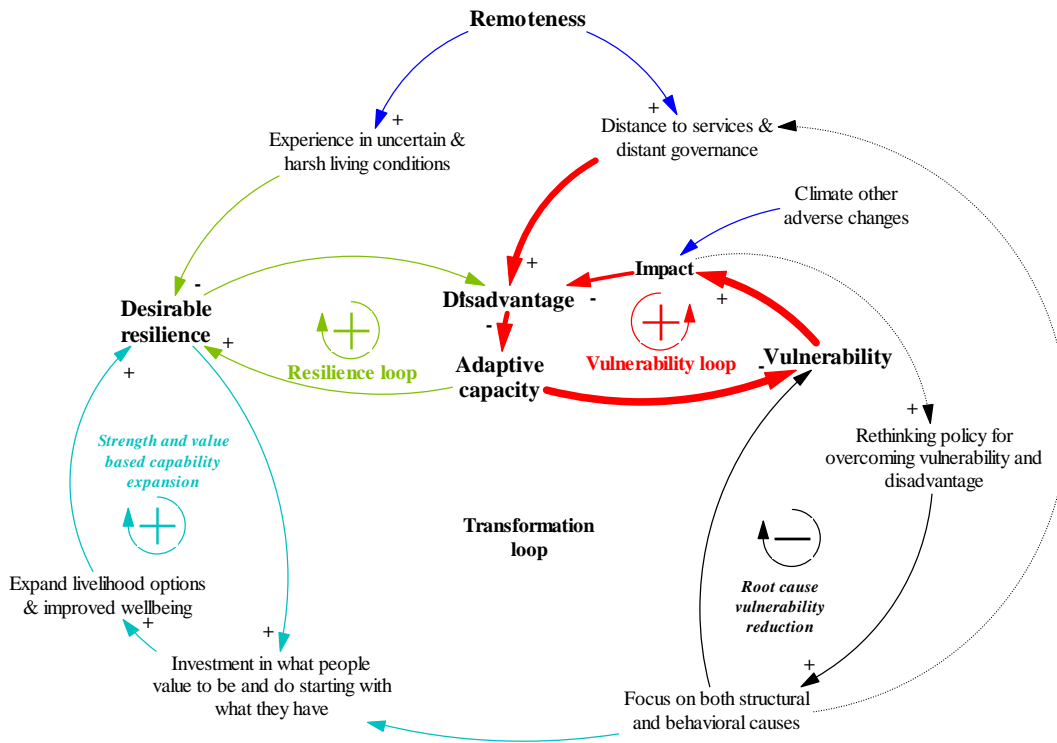 Remoteness
+
+
Experience in uncertain &
harsh living conditions
Distance to services &
distant governance
Climate other
adverse changes
+
Impact
-
Disadvantage
-
+
Desirable
resilience
+
-
Adaptive
capacity
Resilience loop
Vulnerability loop
Vulnerability
-
+
+
Rethinking policy for
overcoming vulnerability and
disadvantage
Strength and value
based capability
expansion
Transformation
loop
Root cause
vulnerability
reduction
Expand livelihood options
& improved wellbeing
+
+
Investment in what people
value to be and do starting with
what they have
+
Focus on both structural
and behavioral causes